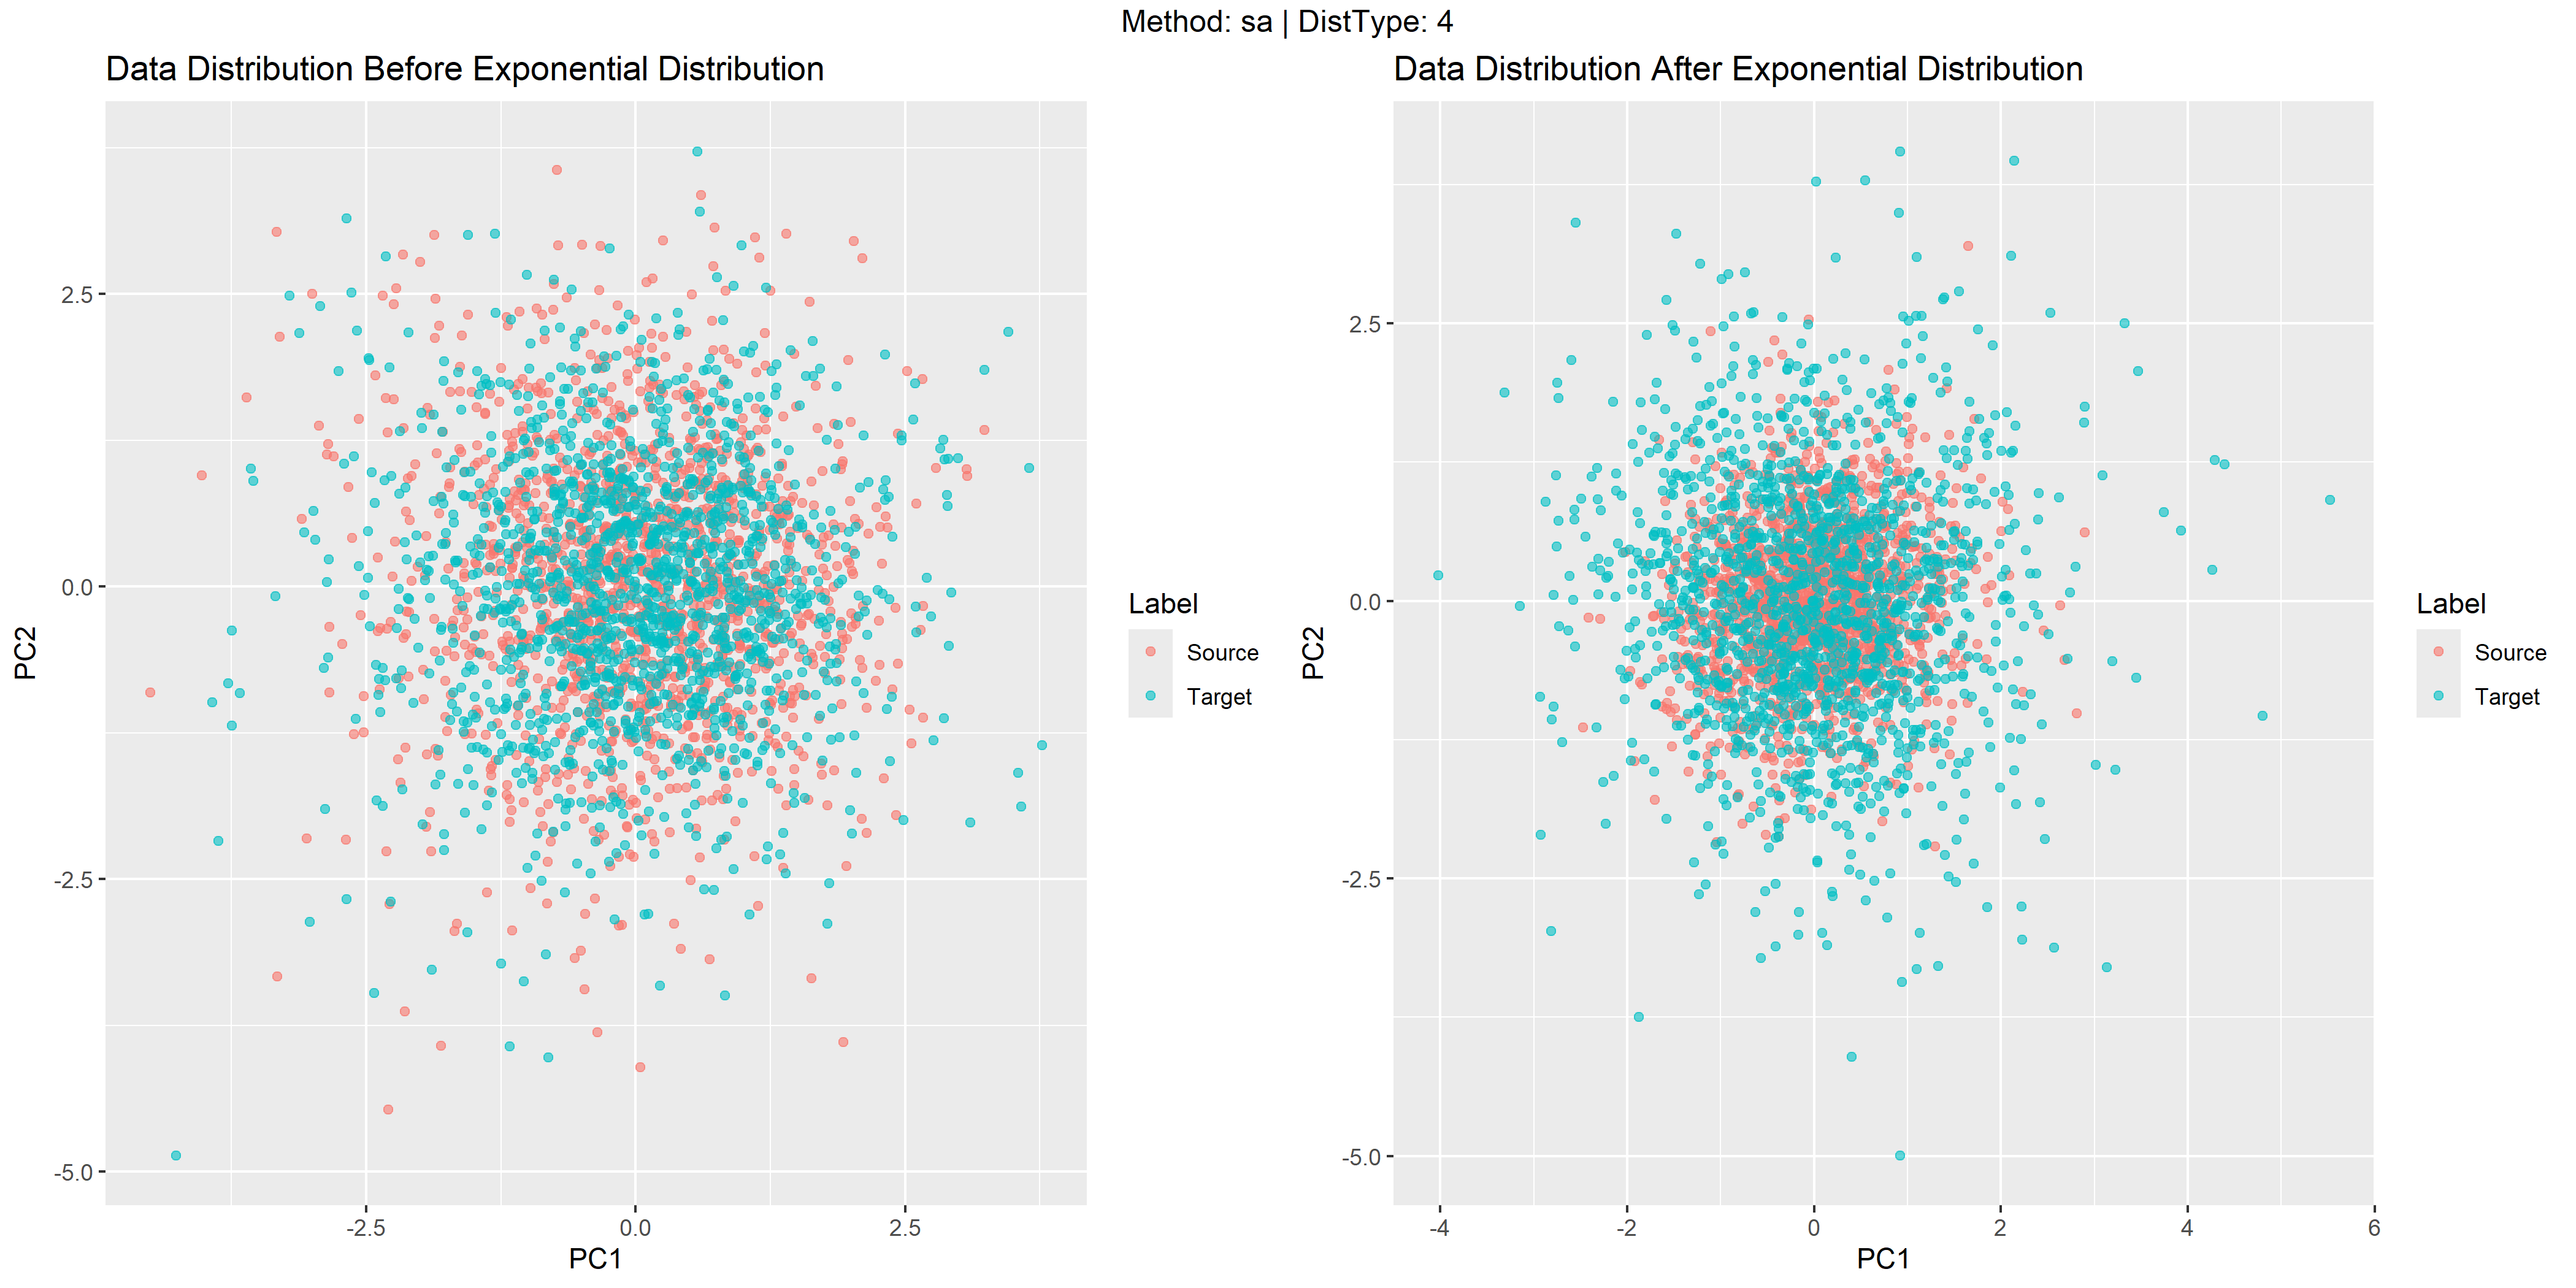 Method: sa | DistType: 4
Data Distribution Before Exponential Distribution
PC2
2.5
0.0
-2.5
-5.0
-2.5
0.0
2.5
PC1
Label
Source
Target
Data Distribution After Exponential Distribution
PC2
2.5
0.0
-2.5
-5.0
-4
-2
0
2
4
6
PC1
Label
Source
Target